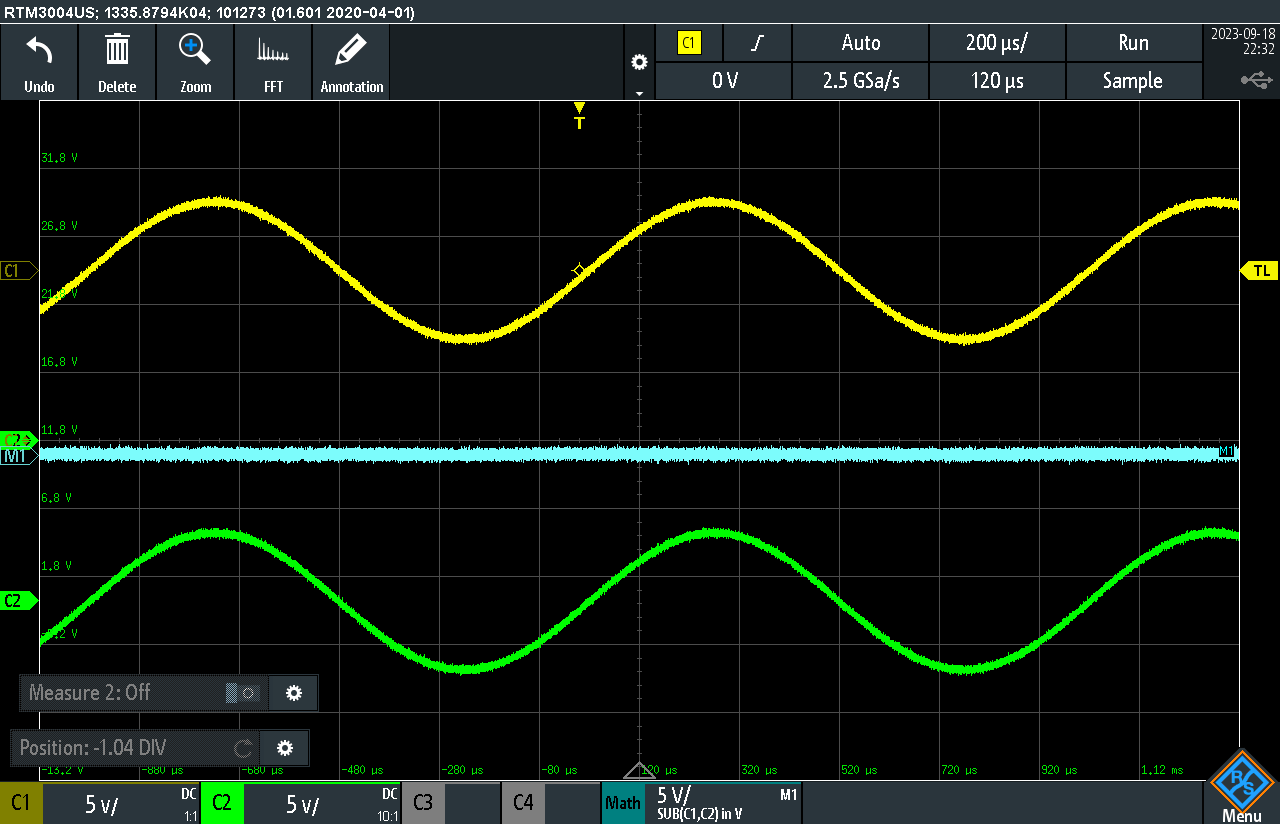 RTM3004US; 1335.8794K04; 101273 (01.601 2020-04-01)
Undo
Delete
Zoom
FFT
Annotation
C1
Auto
200 µs/
Run
0 V
2.5 GSa/s
120 µs
Sample
2023-09-18
22:32
T
31,8 V
26,8 V
C1
TL
21,8 V
16,8 V
11,8 V
C2
M1
M1
6,8 V
1,8 V
C2
-3,2 V
Measure 2: Off
Position: -1.04 DIV
-13,2 V
-880 µs
-680 µs
-480 µs
-280 µs
-80 µs
120 µs
320 µs
520 µs
720 µs
920 µs
1,12 ms
C1
5 V/
DC
1:1
C2
5 V/
DC
10:1
C3
C4
Math
5 V/
M1
SUB(C1,C2) in V
R&S
Menu